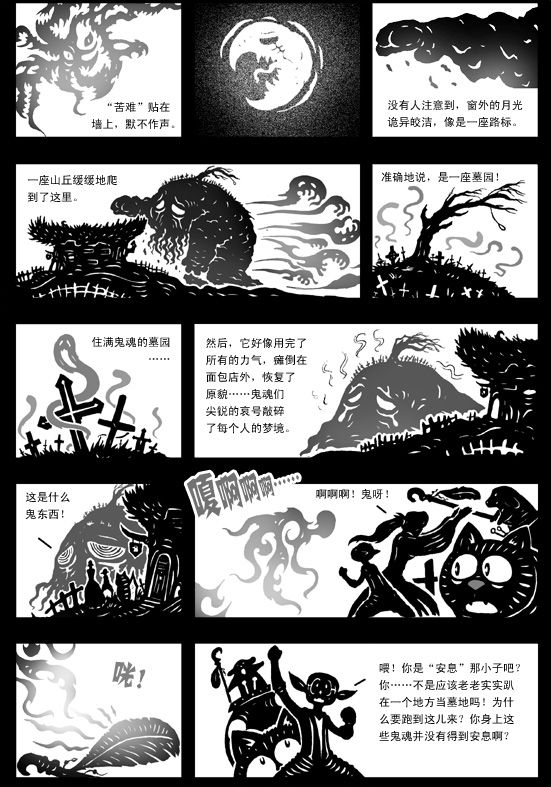 “苦难”贴在
墙上，默不作声。
没有人注意到，窗外的月光
诡异皎洁，像是一座路标。
一座山丘缓缓地爬
到了这里。
准确地说，是一座墓园！
住满鬼魂的墓园
……
然后，它好像用完了
所有的力气，瘫倒在
面包店外，恢复了
原貌……鬼魂们
尖锐的哀号敲碎
了每个人的梦境。
这是什么
鬼东西！
嘎啊啊啊……
啊啊啊！鬼呀！
咣！
喂！你是“安息”那小子吧？
你……不是应该老老实实趴
在一个地方当墓地吗！为什
么要跑到这儿来？你身上这
些鬼魂并没有得到安息啊？